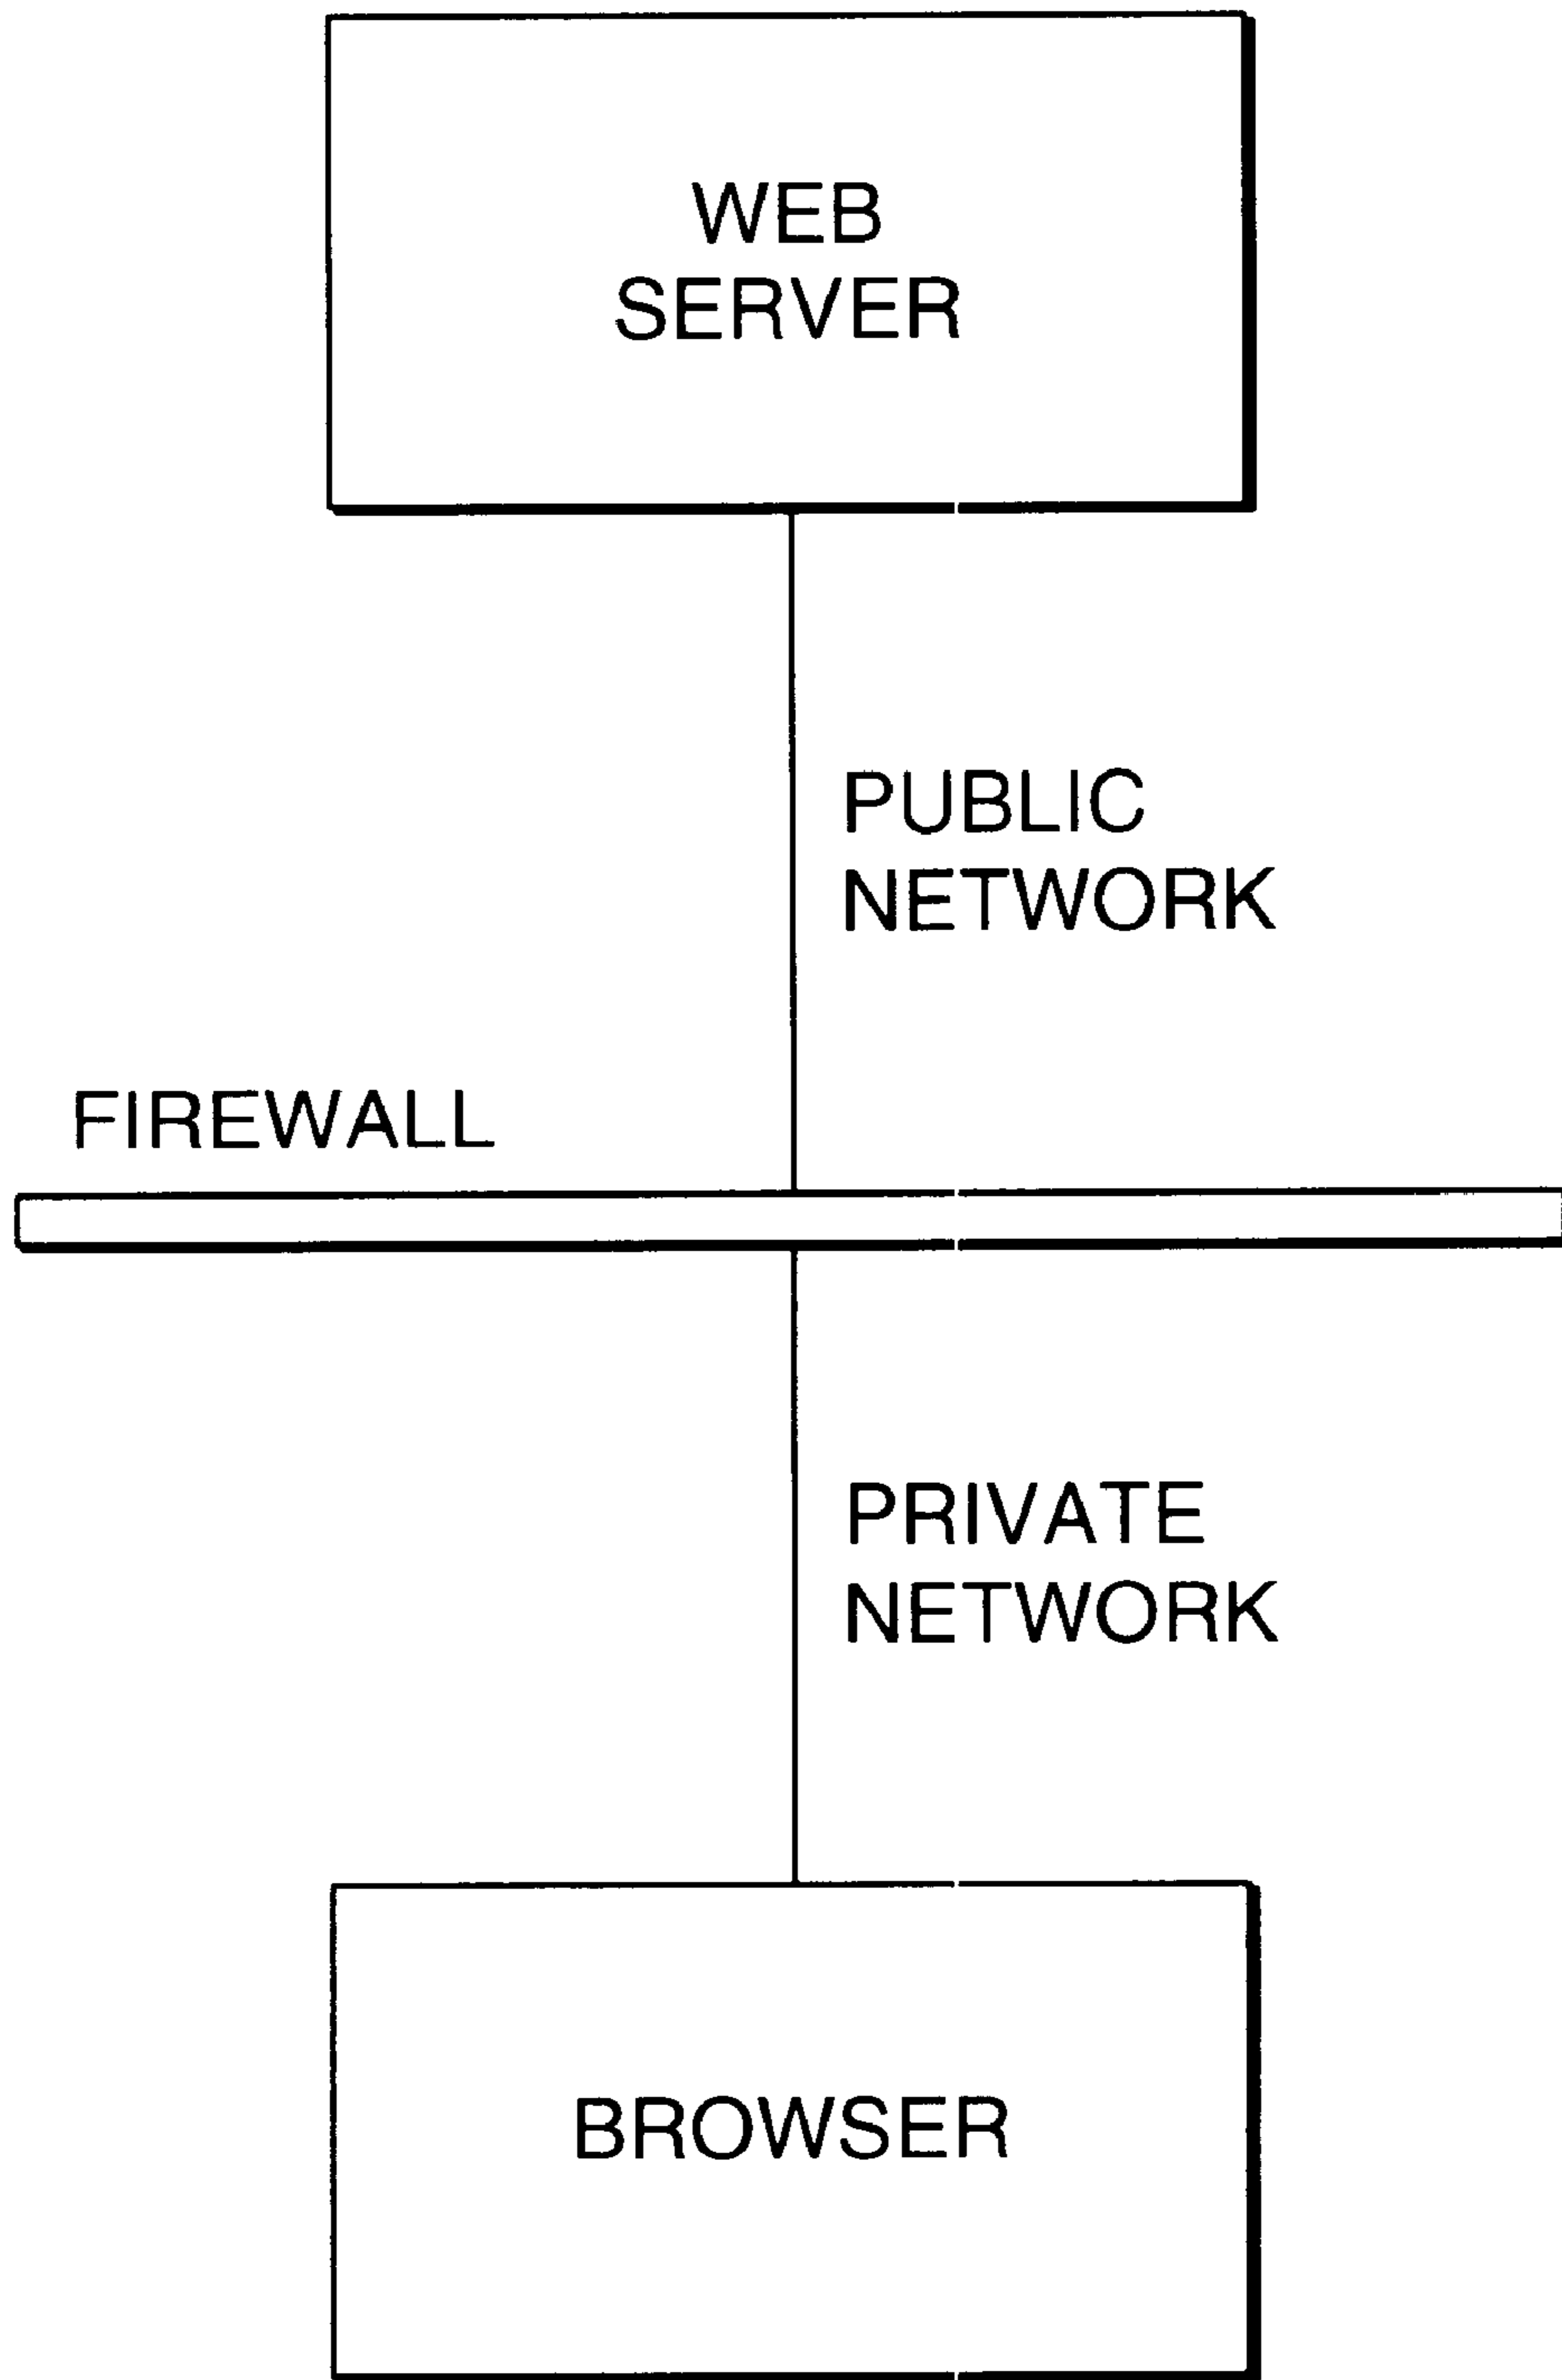 WEB
SERVER
PUBLIC
NETWORK
FIREWALL
PRIVATE
NETWORK
BROWSER